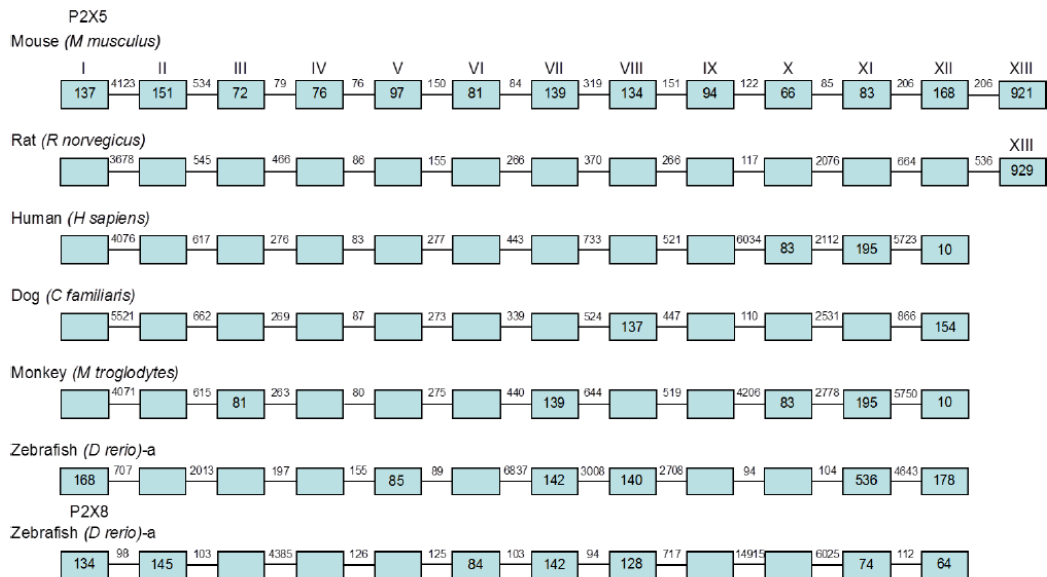 P2X5
Mouse (M musculus)
I II III IV V VI VII VIII IX X XI XII XIII
137 4123 151 534 72 79 76 76 97 150 81 84 139 319 134 151 94 122 66 85 83 206 168 206 921
Rat (R norvegicus)
XIII
3678 545 466 86 155 266 370 266 117 2076 664 536 929
Human (H sapiens)
4076 617 276 83 277 443 733 521 6034 83 2112 195 5723 10
Dog (C familiaris)
5521 662 269 87 273 339 524 137 447 110 2531 866 154
Monkey (M troglodytes)
4071 615 81 263 80 275 440 139 644 519 4206 83 2778 195 5750 10
Zebrafish (D rerio)-a
168 707 2013 197 155 85 89 6837 142 3008 140 2708 94 104 536 4643 178
P2X8
Zebrafish (D rerio)-a
134 98 145 103 4385 126 125 84 103 142 94 128 717 14915 6025 74 112 64